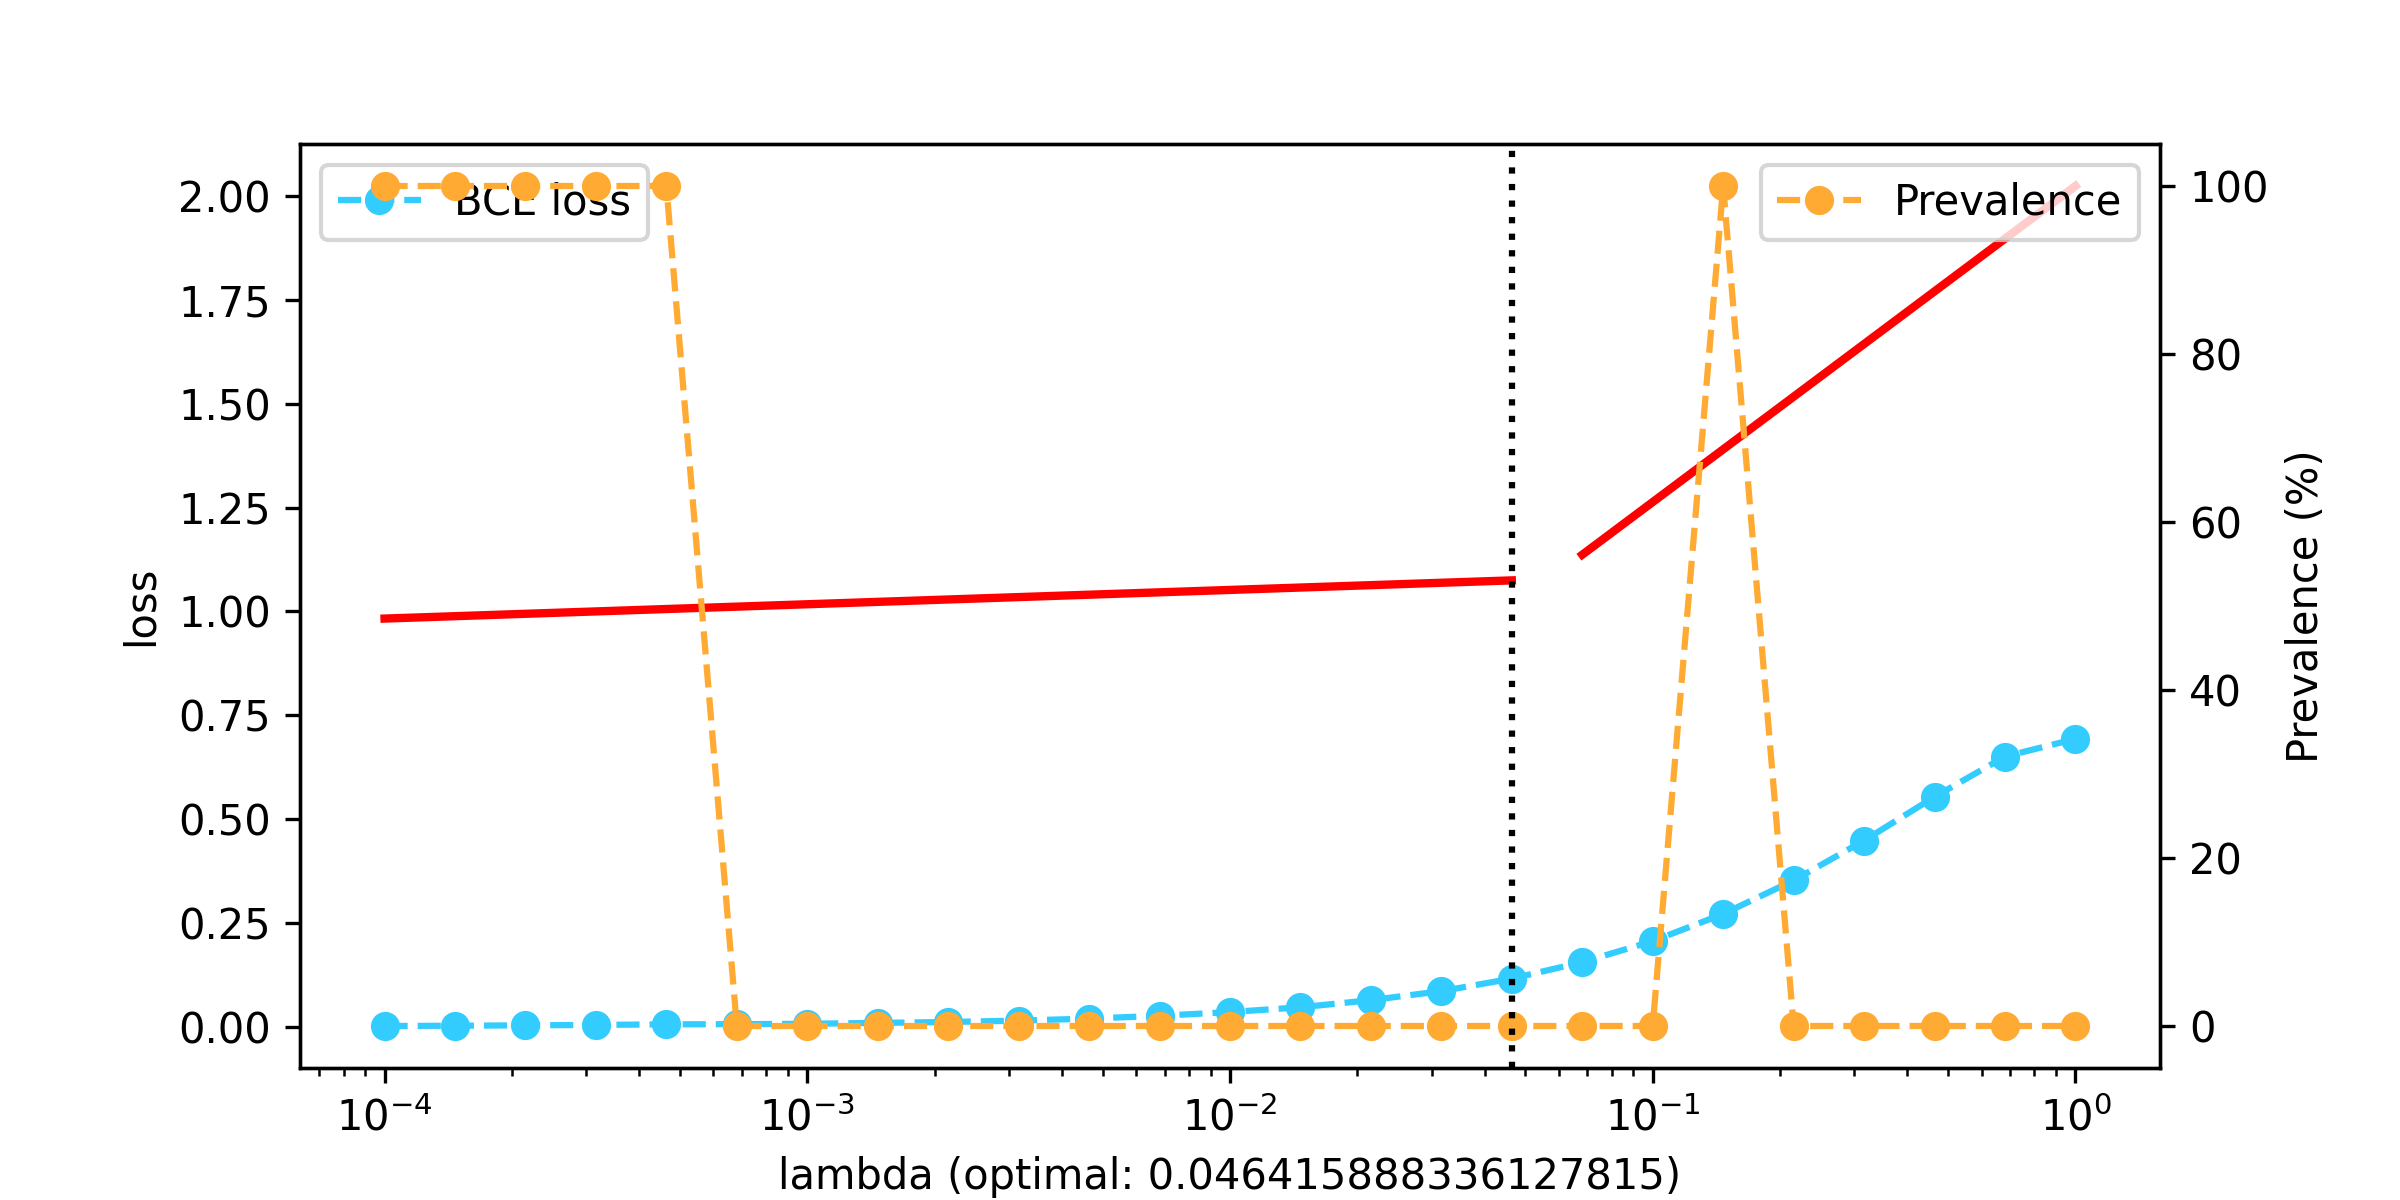 BCE loss
Prevalence
2.00
1.75
1.50
1.25
1.00
0.75
0.50
0.25
0.00
loss
100
80
60
40
20
0
Prevalence (%)
10⁻⁴ 10⁻³ 10⁻² 10⁻¹ 10⁰
lambda (optimal: 0.046415888336127815)